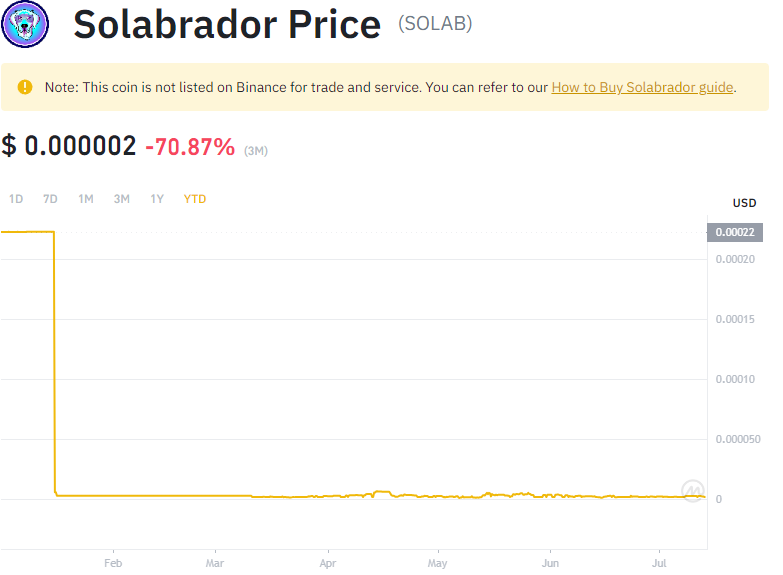 Solabrador Price (SOLAB)
Note: This coin is not listed on Binance for trade and service. You can refer to our How to Buy Solabrador guide.
$ 0.000002 -70.87% (3M)
1D 7D 1M 3M 1Y YTD
USD
0.00022
0.00020
0.00015
0.00010
0.000050
0
Feb Mar Apr May Jun Jul